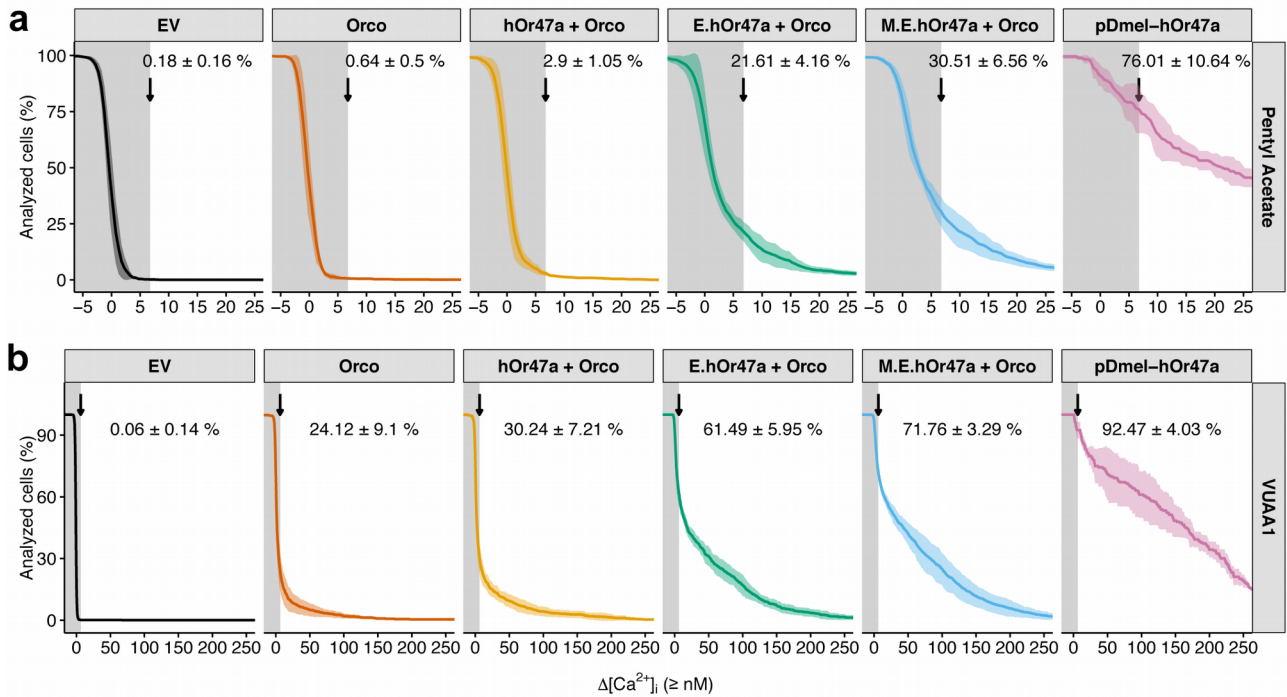 a
EV
Orco
hOr47a + Orco
E.hOr47a + Orco
M.E.hOr47a + Orco
pDmel–hOr47a
0.18 ± 0.16 %
0.64 ± 0.5 %
2.9 ± 1.05 %
21.61 ± 4.16 %
30.51 ± 6.56 %
76.01 ± 10.64 %
100
75
50
25
0
Analyzed cells (%)
Pentyl Acetate
−5 0 5 10 15 20 25
−5 0 5 10 15 20 25
−5 0 5 10 15 20 25
−5 0 5 10 15 20 25
−5 0 5 10 15 20 25
−5 0 5 10 15 20 25
b
EV
Orco
hOr47a + Orco
E.hOr47a + Orco
M.E.hOr47a + Orco
pDmel–hOr47a
0.06 ± 0.14 %
24.12 ± 9.1 %
30.24 ± 7.21 %
61.49 ± 5.95 %
71.76 ± 3.29 %
92.47 ± 4.03 %
90
60
30
0
Analyzed cells (%)
VUAA1
0 50 100 150 200 250
0 50 100 150 200 250
0 50 100 150 200 250
0 50 100 150 200 250
0 50 100 150 200 250
0 50 100 150 200 250
Δ[Ca²⁺]ᵢ (≥ nM)